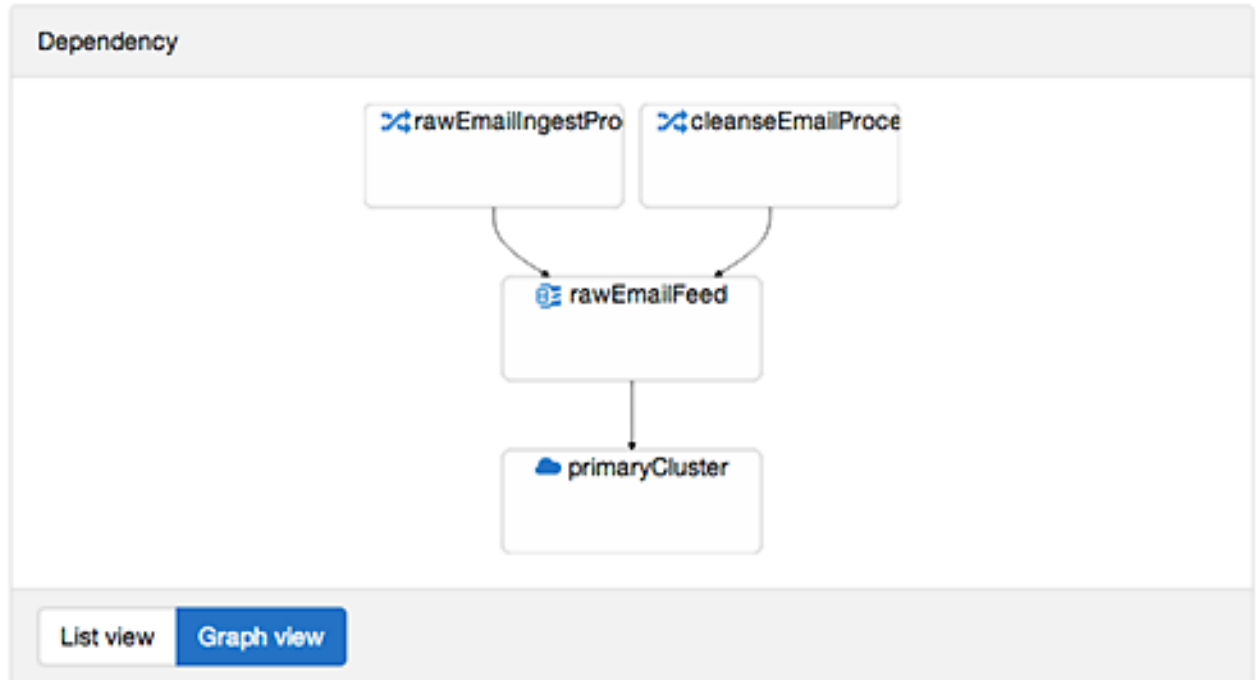 Dependency
rawEmailIngestPro
cleanseEmailProce
rawEmailFeed
primaryCluster
List view
Graph view